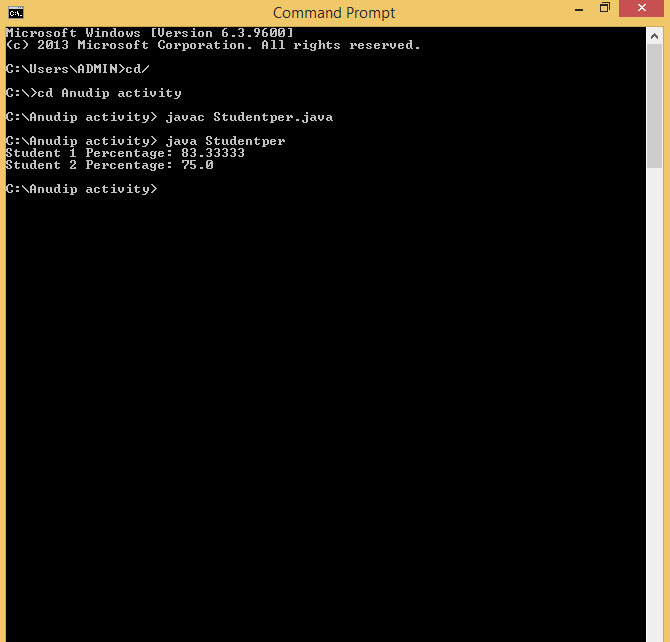 Command Prompt
Microsoft Windows [Version 6.3.9600]
(c) 2013 Microsoft Corporation. All rights reserved.
C:\Users\ADMIN>cd/
C:\>cd Anudip activity
C:\Anudip activity> javac Studentper.java
C:\Anudip activity> java Studentper
Student 1 Percentage: 83.33333
Student 2 Percentage: 75.0
C:\Anudip activity>